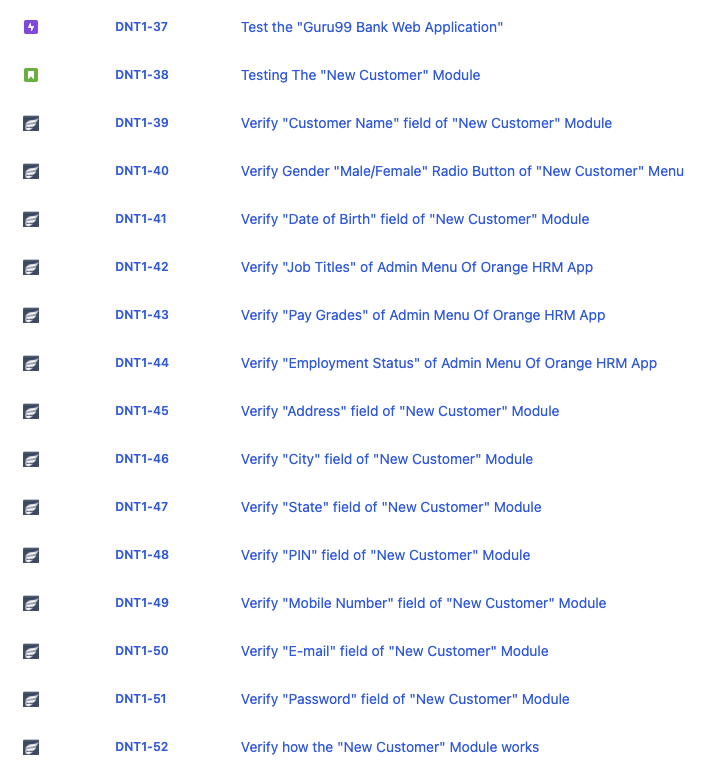 DNT1-37 Test the "Guru99 Bank Web Application"
DNT1-38 Testing The "New Customer" Module
DNT1-39 Verify "Customer Name" field of "New Customer" Module
DNT1-40 Verify Gender "Male/Female" Radio Button of "New Customer" Menu
DNT1-41 Verify "Date of Birth" field of "New Customer" Module
DNT1-42 Verify "Job Titles" of Admin Menu Of Orange HRM App
DNT1-43 Verify "Pay Grades" of Admin Menu Of Orange HRM App
DNT1-44 Verify "Employment Status" of Admin Menu Of Orange HRM App
DNT1-45 Verify "Address" field of "New Customer" Module
DNT1-46 Verify "City" field of "New Customer" Module
DNT1-47 Verify "State" field of "New Customer" Module
DNT1-48 Verify "PIN" field of "New Customer" Module
DNT1-49 Verify "Mobile Number" field of "New Customer" Module
DNT1-50 Verify "E-mail" field of "New Customer" Module
DNT1-51 Verify "Password" field of "New Customer" Module
DNT1-52 Verify how the "New Customer" Module works